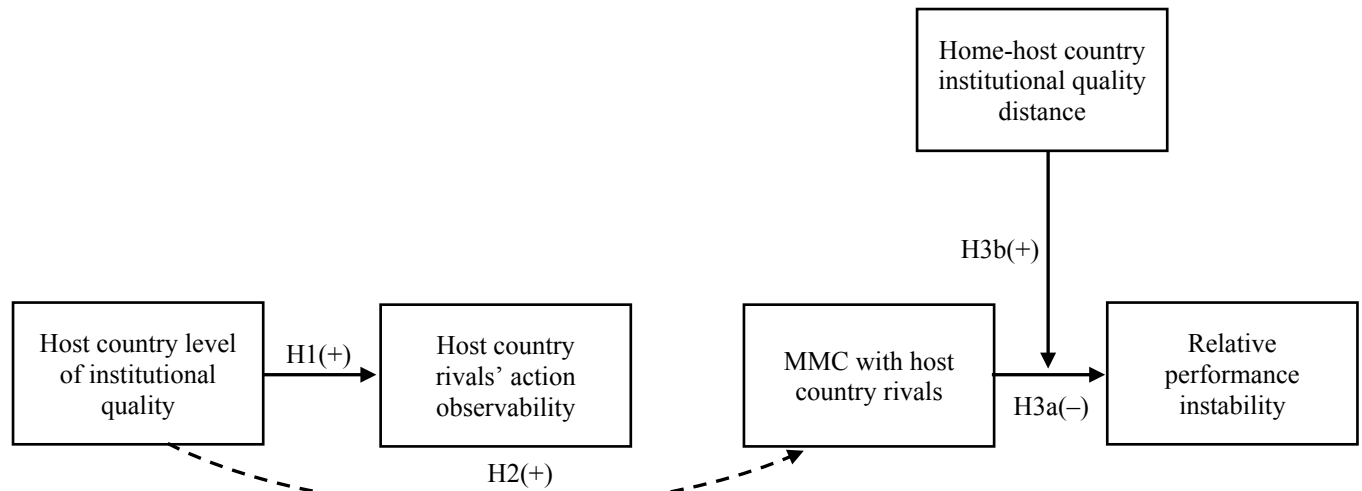 Home-host country
institutional quality
distance
H3b(+)
Host country level
of institutional
quality
H1(+)
Host country
rivals’ action
observability
MMC with host
country rivals
H3a(–)
Relative
performance
instability
H2(+)